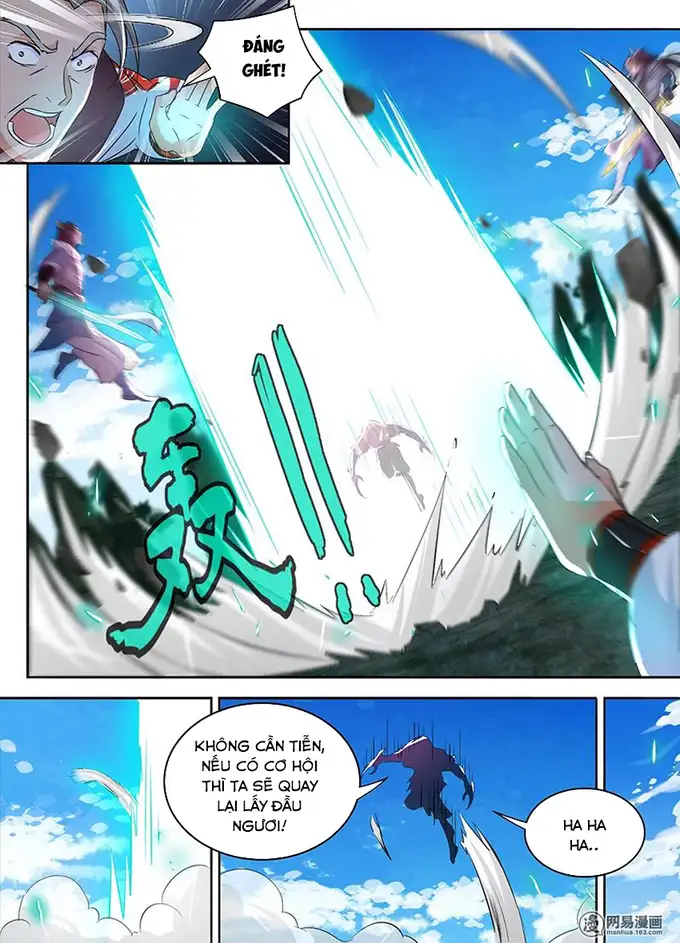 ĐÁNG
GHÉT!
轰!!
KHÔNG CẦN TIỄN,
NẾU CÓ CƠ HỘI
THÌ TA SẼ QUAY
LẠI LẤY ĐẦU
NGƯƠI!
HA HA
HA..
漫 网易漫画
manhua.163.com